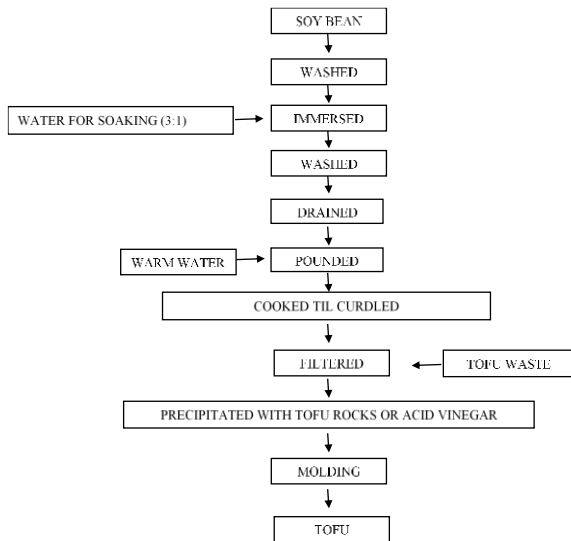 SOY BEAN
WASHED
WATER FOR SOAKING (3:1)
IMMERSED
WASHED
DRAINED
WARM WATER
POUNDED
COOKED TIL CURDLED
FILTERED
TOFU WASTE
PRECIPITATED WITH TOFU ROCKS OR ACID VINEGAR
MOLDING
TOFU